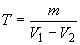 T = m / (V₁ − V₂)